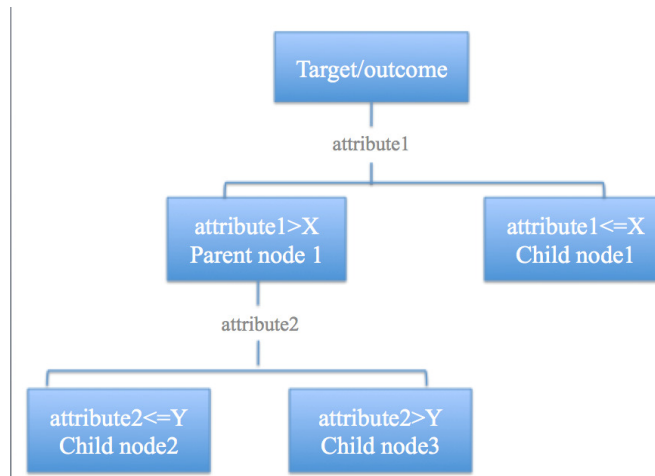 Target/outcome
attribute1
attribute1>X
Parent node 1
attribute1<=X
Child node1
attribute2
attribute2<=Y
Child node2
attribute2>Y
Child node3